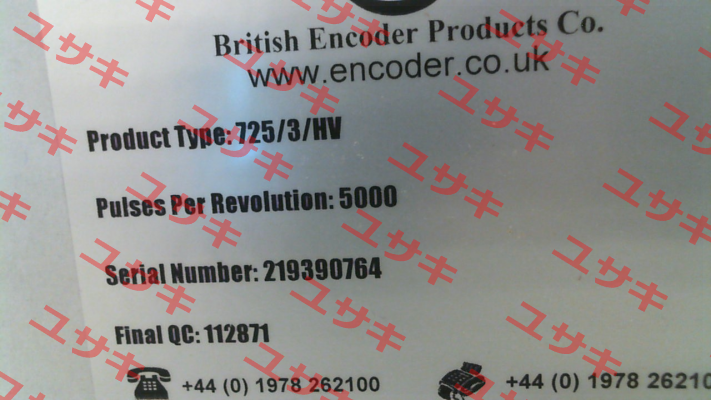 British Encoder Products Co.
www.encoder.co.uk
Product Type: 725/3/HV
Pulses Per Revolution: 5000
Serial Number: 219390764
Final QC: 112871
+44 (0) 1978 262100
+44 (0) 1978 26210
ユサキ